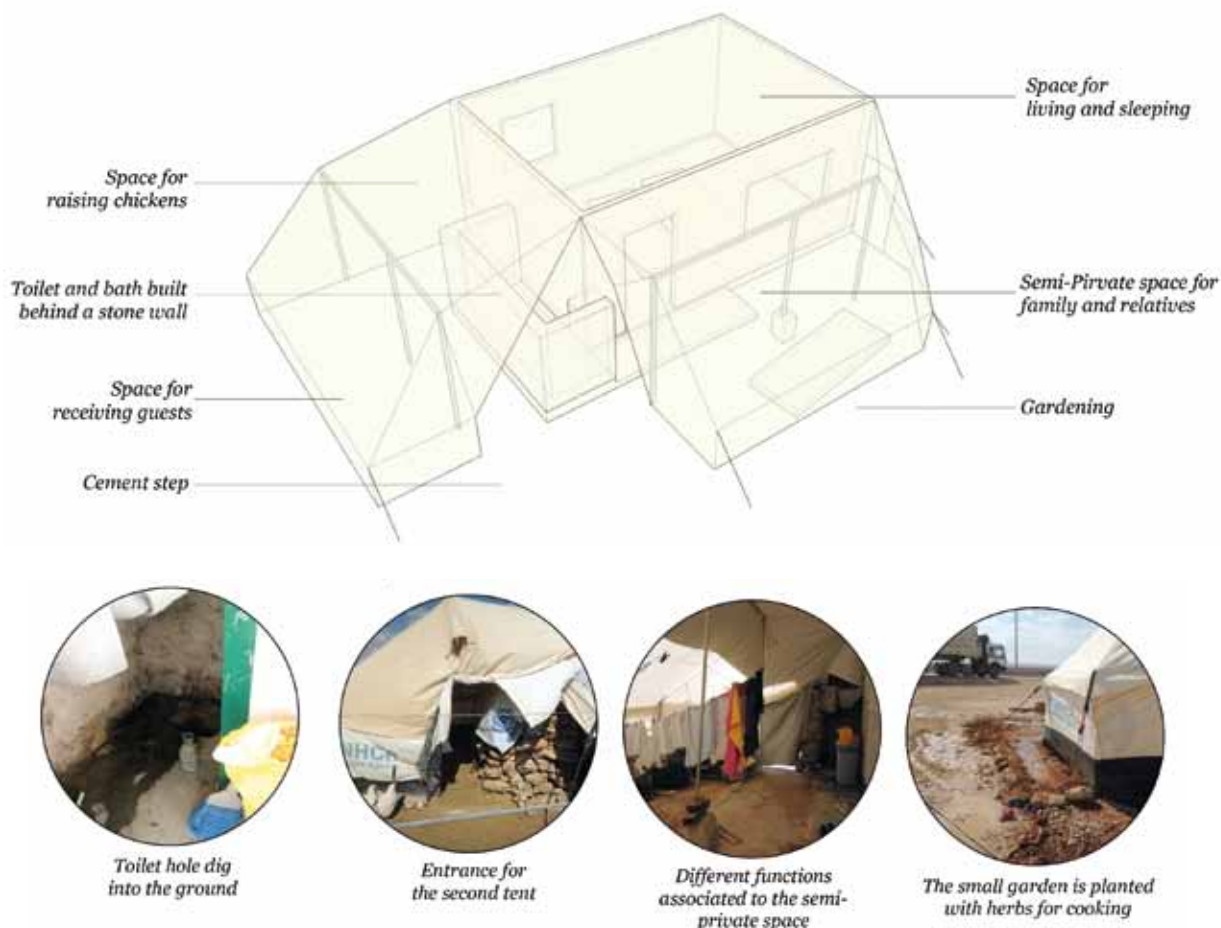 Space for
living and sleeping
Space for
raising chickens
Toilet and bath built
behind a stone wall
Semi-Pirvate space for
family and relatives
Space for
receiving guests
Gardening
Cement step
NHCR
Toilet hole dig
into the ground
Entrance for
the second tent
Different functions
associated to the semi-
private space
The small garden is planted
with herbs for cooking